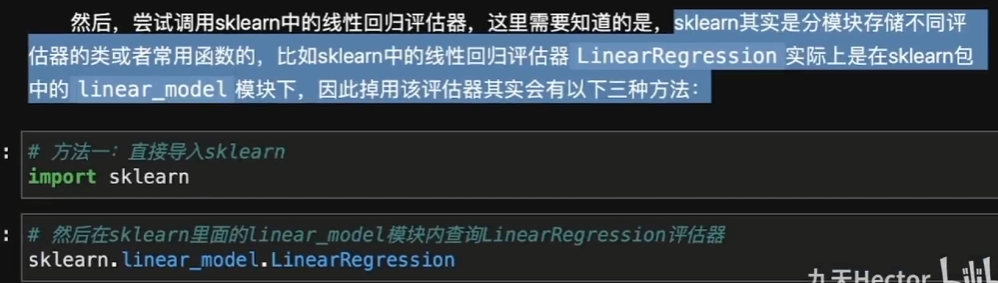 然后，尝试调用sklearn中的线性回归评估器，这里需要知道的是，sklearn其实是分模块存储不同评
估器的类或者常用函数的，比如sklearn中的线性回归评估器 LinearRegression 实际上是在sklearn包
中的 linear_model 模块下，因此掉用该评估器其实会有以下三种方法：
: # 方法一：直接导入sklearn
import sklearn
: # 然后在sklearn里面的linear_model模块内查询LinearRegression评估器
sklearn.linear_model.LinearRegression
九天Hector